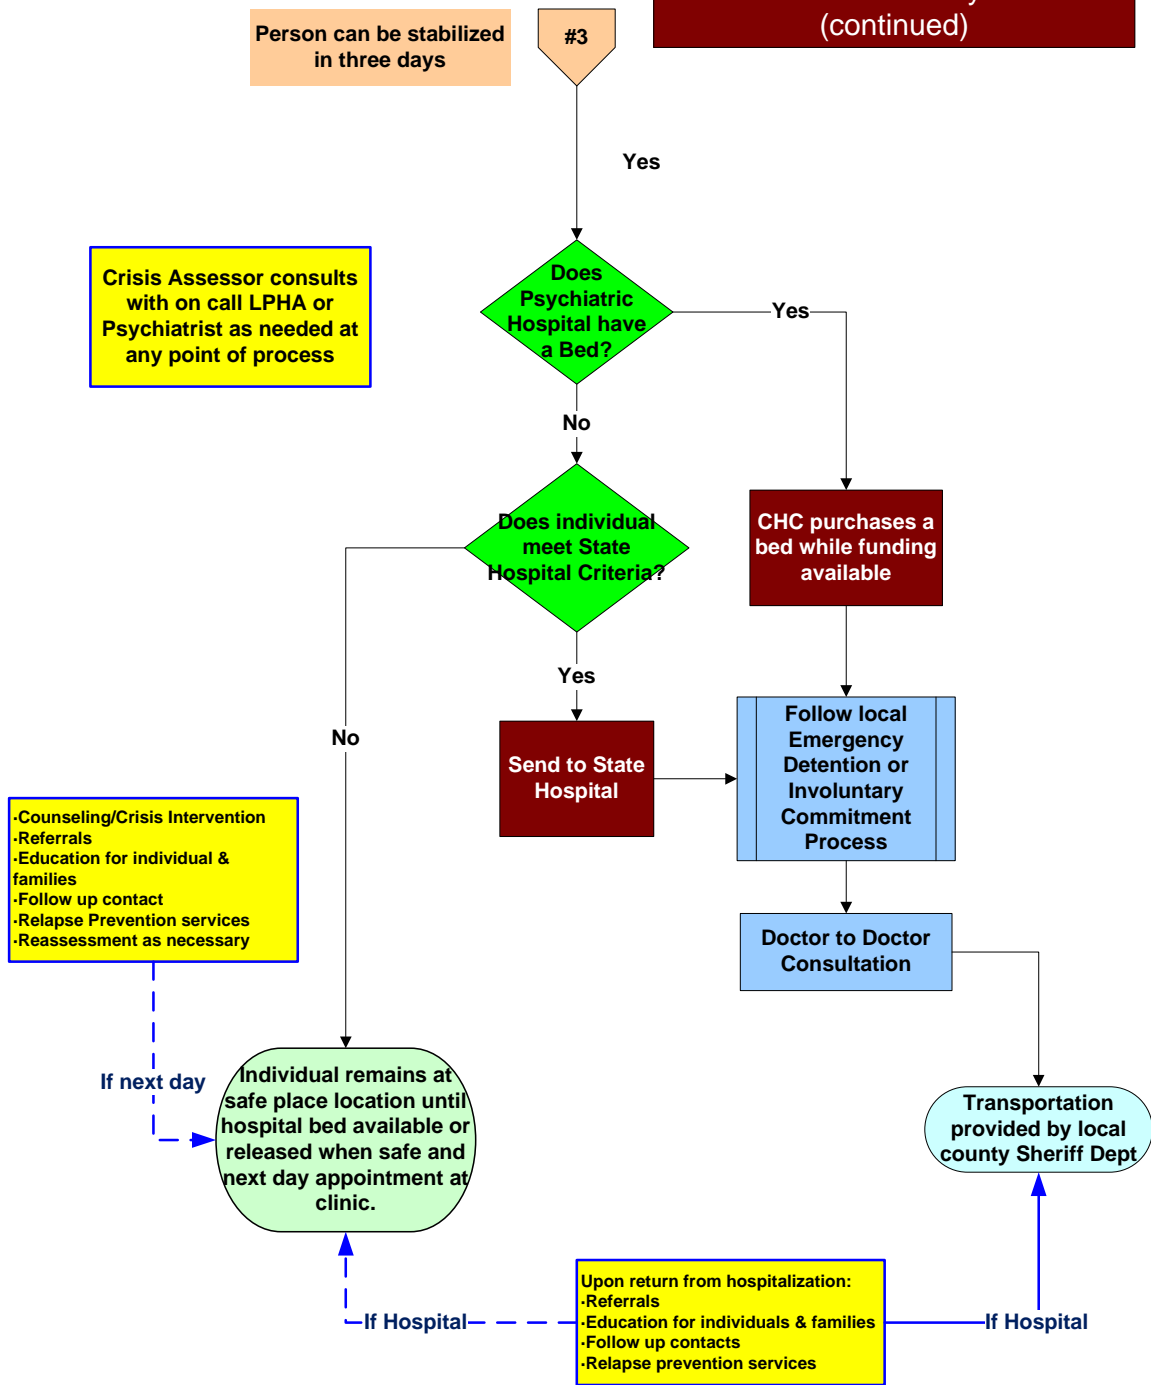 (continued)
Person can be stabilized
in three days
#3
Yes
Crisis Assessor consults
with on call LPHA or
Psychiatrist as needed at
any point of process
Does
Psychiatric
Hospital have
a Bed?
Yes
No
Does individual
meet State
Hospital Criteria?
CHC purchases a
bed while funding
available
Yes
No
Send to State
Hospital
Follow local
Emergency
Detention or
Involuntary
Commitment
Process
·Counseling/Crisis Intervention
·Referrals
·Education for individual &
families
·Follow up contact
·Relapse Prevention services
·Reassessment as necessary
Doctor to Doctor
Consultation
If next day
Individual remains at
safe place location until
hospital bed available or
released when safe and
next day appointment at
clinic.
Transportation
provided by local
county Sheriff Dept
If Hospital
Upon return from hospitalization:
·Referrals
·Education for individuals & families
·Follow up contacts
·Relapse prevention services
If Hospital